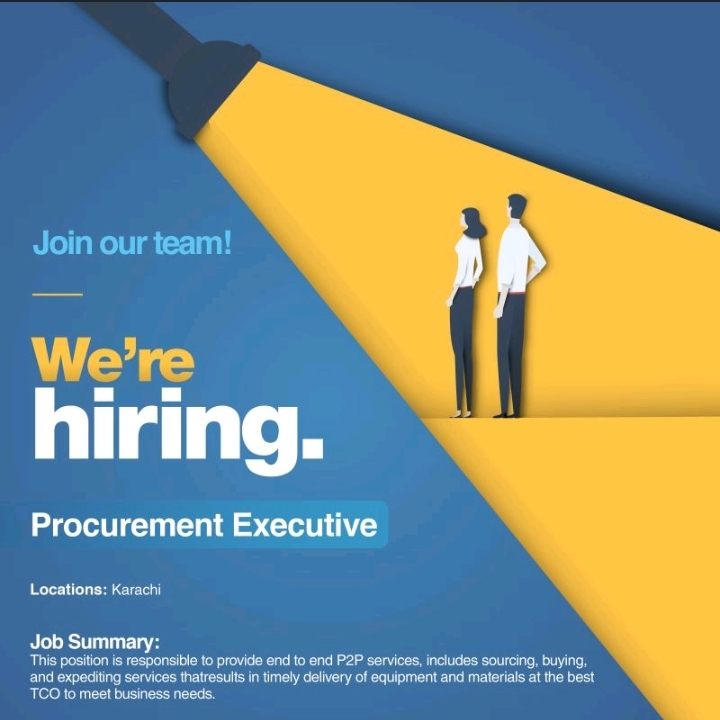 Join our team!
We're
hiring.
Procurement Executive
Locations: Karachi
Job Summary:
This position is responsible to provide end to end P2P services, includes sourcing, buying,
and expediting services thatresults in timely delivery of equipment and materials at the best
TCO to meet business needs.